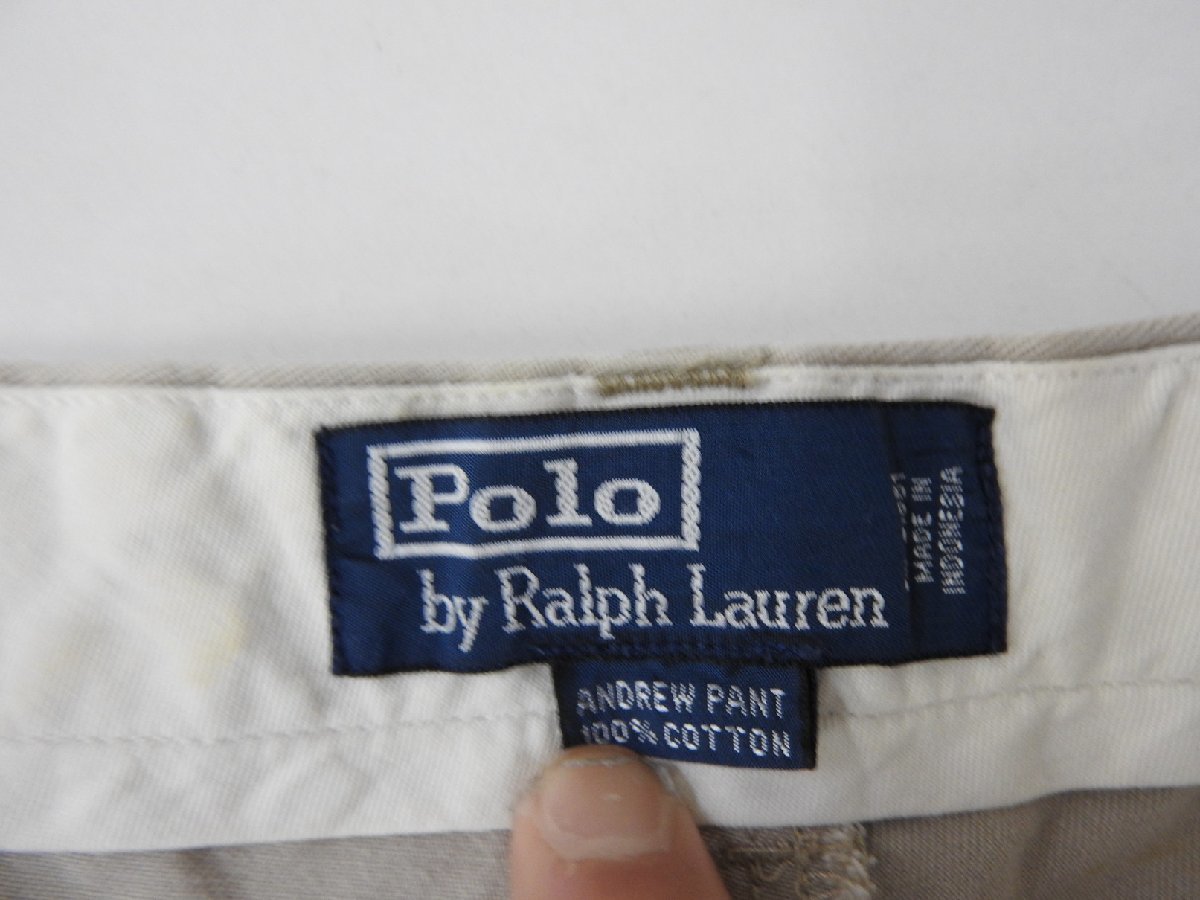 Polo
by Ralph Lauren
MADE IN
INDONESIA
ANDREW PANT
100% COTTON